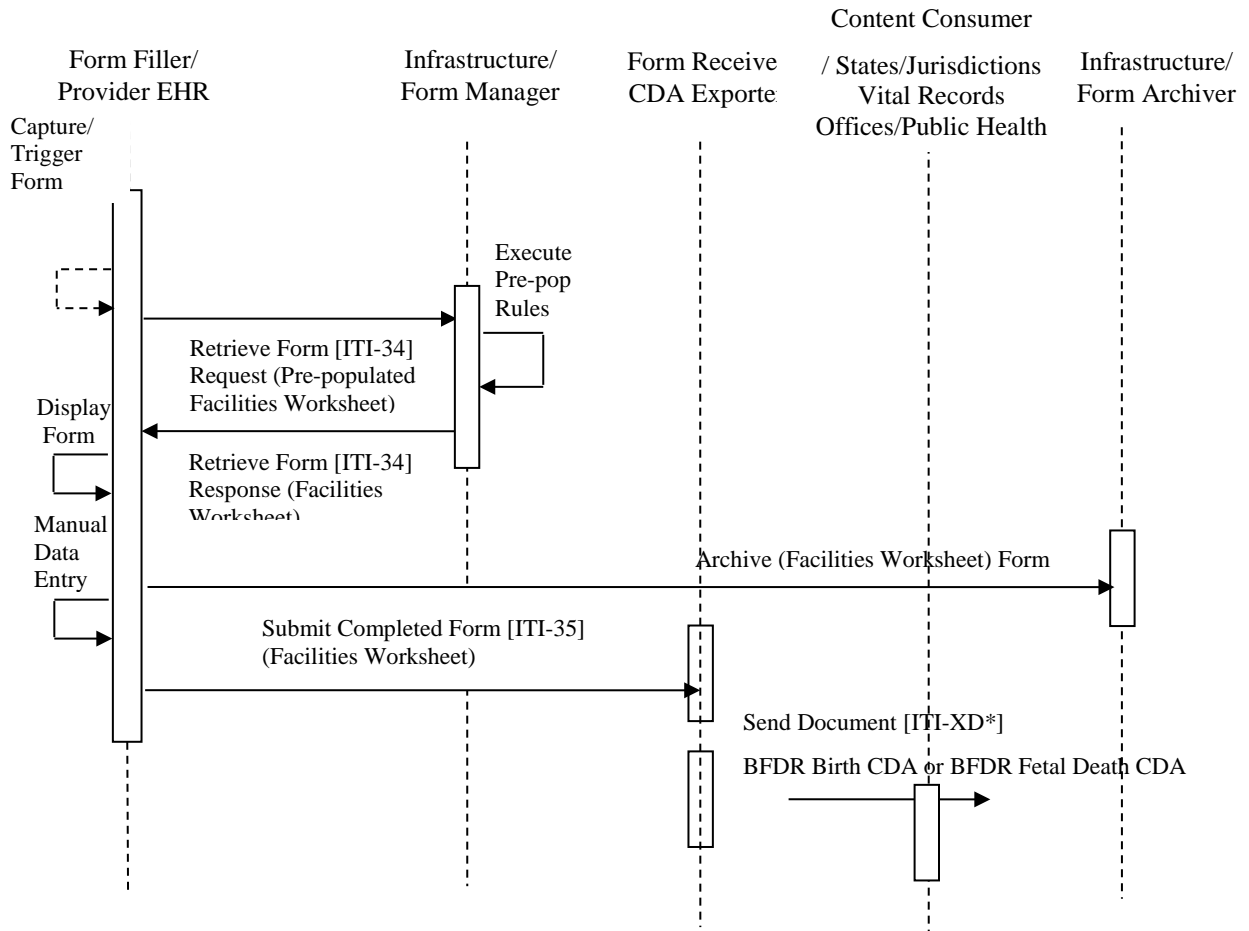 Content Consumer
/ States/Jurisdictions
Vital Records
Offices/Public Health
Form Filler/
Provider EHR
Infrastructure/
Form Manager
Form Receive
CDA Exporte
Infrastructure/
Form Archiver
Capture/
Trigger
Form
Execute
Pre-pop
Rules
Retrieve Form [ITI-34]
Request (Pre-populated
Facilities Worksheet)
Display
Form
Retrieve Form [ITI-34]
Response (Facilities
Worksheet)
Manual
Data
Entry
Archive (Facilities Worksheet) Form
Submit Completed Form [ITI-35]
(Facilities Worksheet)
Send Document [ITI-XD*]
BFDR Birth CDA or BFDR Fetal Death CDA